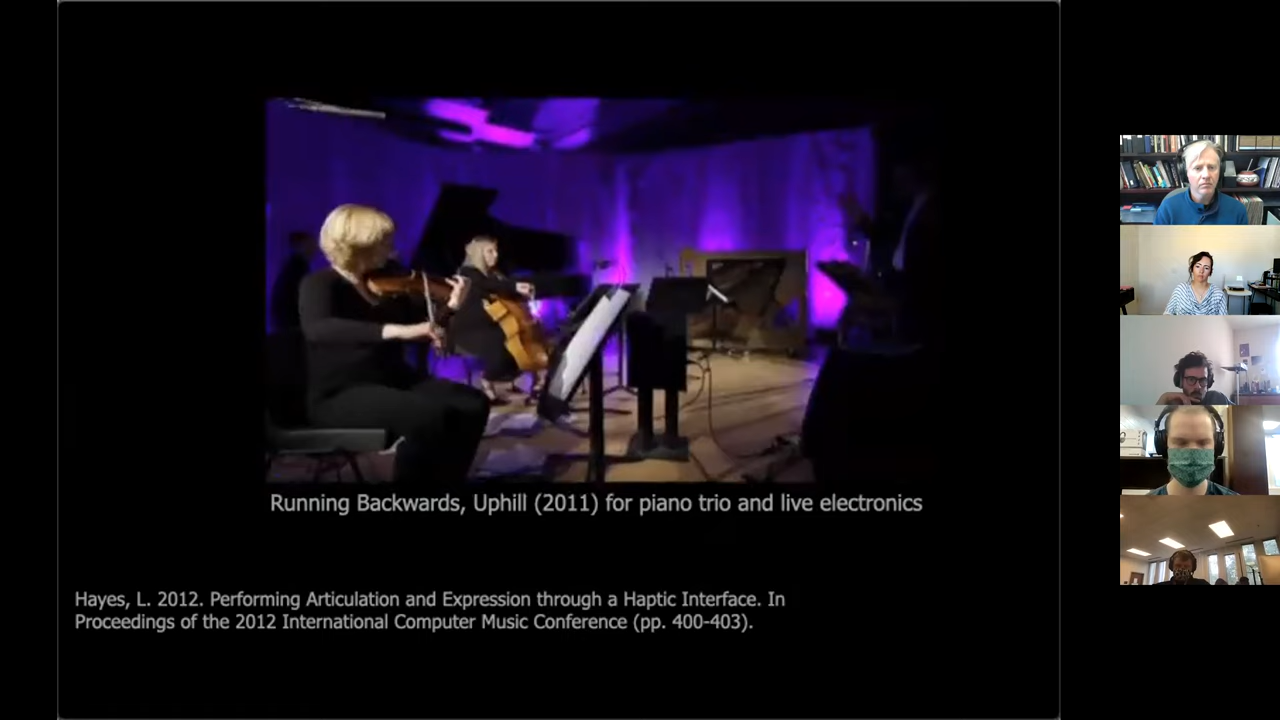 Running Backwards, Uphill (2011) for piano trio and live electronics
Hayes, L. 2012. Performing Articulation and Expression through a Haptic Interface. In
Proceedings of the 2012 International Computer Music Conference (pp. 400-403).